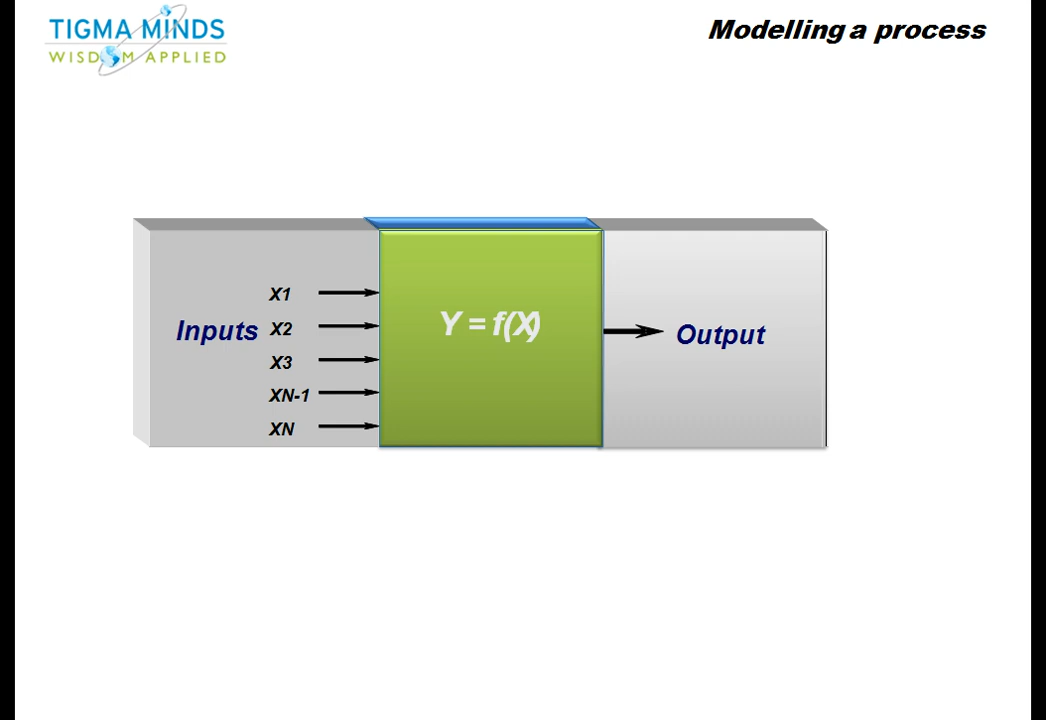 TIGMA MINDS
WISDOM APPLIED
Modelling a process
Inputs
X1
X2
X3
XN-1
XN
Y = f(X)
Output